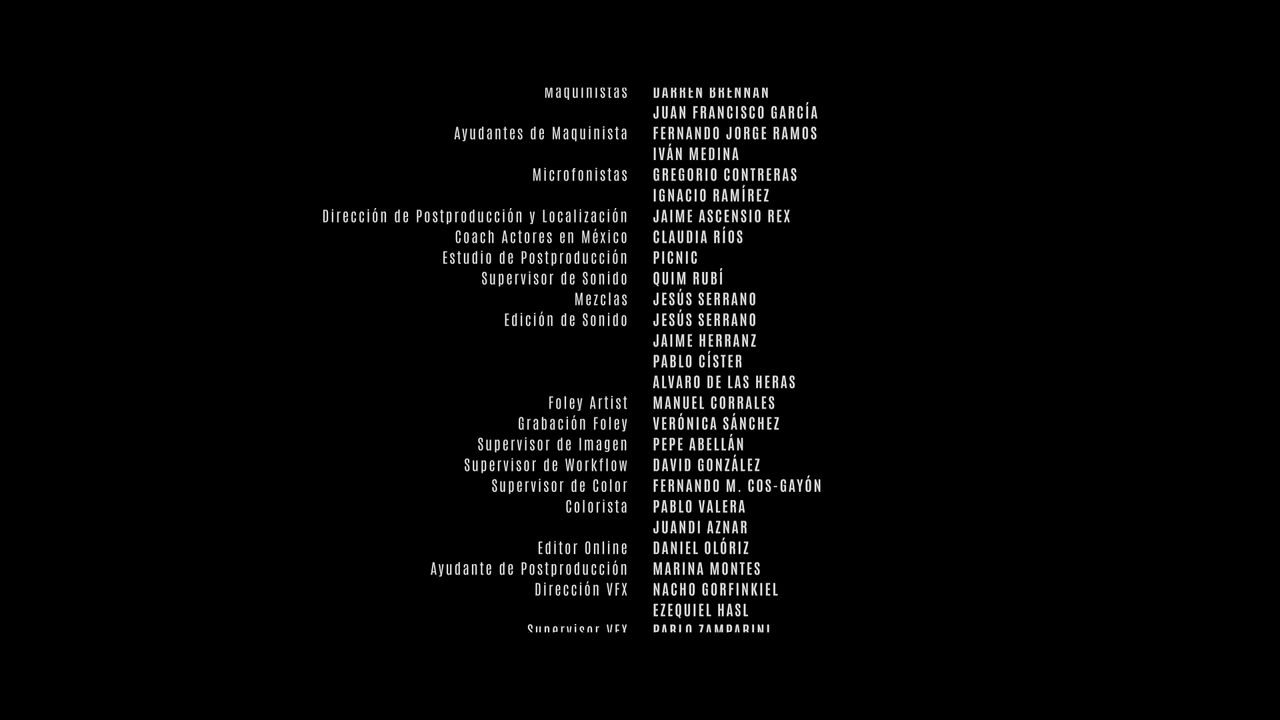 Maquinistas DARREN BRENNAN
JUAN FRANCISCO GARCÍA
Ayudantes de Maquinista FERNANDO JORGE RAMOS
IVÁN MEDINA
Microfonistas GREGORIO CONTRERAS
IGNACIO RAMÍREZ
Dirección de Postproducción y Localización JAIME ASCENSIO REX
Coach Actores en México CLAUDIA RÍOS
Estudio de Postproducción PICNIC
Supervisor de Sonido QUIM RUBÍ
Mezclas JESÚS SERRANO
Edición de Sonido JESÚS SERRANO
JAIME HERRANZ
PABLO CÍSTER
ALVARO DE LAS HERAS
Foley Artist MANUEL CORRALES
Grabación Foley VERÓNICA SÁNCHEZ
Supervisor de Imagen PEPE ABELLÁN
Supervisor de Workflow DAVID GONZÁLEZ
Supervisor de Color FERNANDO M. COS-GAYÓN
Colorista PABLO VALERA
JUANDI AZNAR
Editor Online DANIEL OLÓRIZ
Ayudante de Postproducción MARINA MONTES
Dirección VFX NACHO GORFINKIEL
EZEQUIEL HASL
Supervisor VFX PABLO ZAMPARINI